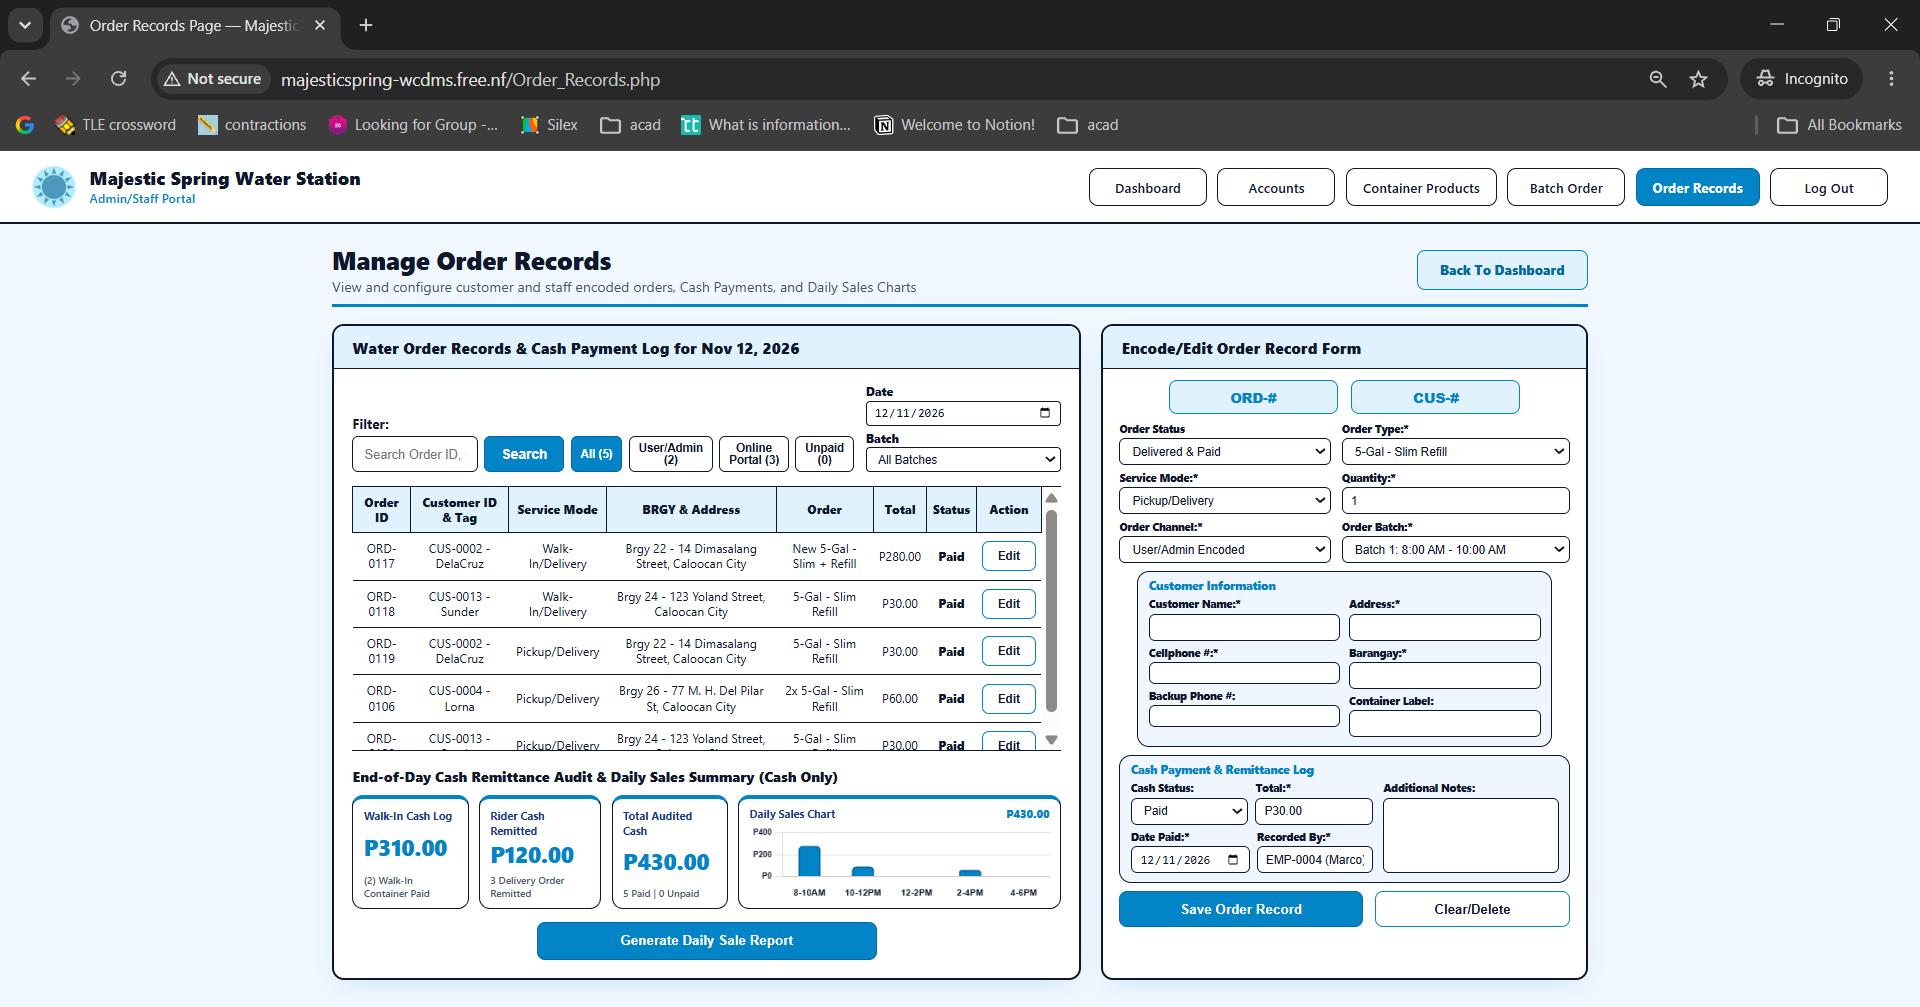 Order Records Page — Majestic
Not secure
majesticspring-wcdms.free.nf/Order_Records.php
Incognito
TLE crossword
contractions
Looking for Group -...
Silex
acad
What is information...
Welcome to Notion!
acad
All Bookmarks
Majestic Spring Water Station
Admin/Staff Portal
Dashboard
Accounts
Container Products
Batch Order
Order Records
Log Out
Manage Order Records
View and configure customer and staff encoded orders, Cash Payments, and Daily Sales Charts
Back To Dashboard
Water Order Records & Cash Payment Log for Nov 12, 2026
Filter:
Search Order ID,
Search
All (5)
User/Admin
(2)
Online
Portal (3)
Unpaid
(0)
Date
12/11/2026
Batch
All Batches
Order
ID
Customer ID
& Tag
Service Mode
BRGY & Address
Order
Total
Status
Action
ORD-
0117
CUS-0002 -
DelaCruz
Walk-
In/Delivery
Brgy 22 - 14 Dimasalang
Street, Caloocan City
New 5-Gal -
Slim + Refill
P280.00
Paid
Edit
ORD-
0118
CUS-0013 -
Sunder
Walk-
In/Delivery
Brgy 24 - 123 Yoland Street,
Caloocan City
5-Gal - Slim
Refill
P30.00
Paid
Edit
ORD-
0119
CUS-0002 -
DelaCruz
Pickup/Delivery
Brgy 22 - 14 Dimasalang
Street, Caloocan City
5-Gal - Slim
Refill
P30.00
Paid
Edit
ORD-
0106
CUS-0004 -
Lorna
Pickup/Delivery
Brgy 26 - 77 M. H. Del Pilar
St, Caloocan City
2x 5-Gal - Slim
Refill
P60.00
Paid
Edit
ORD-
CUS-0013 -
Pickup/Delivery
Brgy 24 - 123 Yoland Street,
5-Gal - Slim
P30.00
Paid
Edit
End-of-Day Cash Remittance Audit & Daily Sales Summary (Cash Only)
Walk-In Cash Log
P310.00
(2) Walk-In
Container Paid
Rider Cash
Remitted
P120.00
3 Delivery Order
Remitted
Total Audited
Cash
P430.00
5 Paid | 0 Unpaid
Daily Sales Chart
P430.00
P400
P200
P0
8-10AM
10-12PM
12-2PM
2-4PM
4-6PM
Generate Daily Sale Report
Encode/Edit Order Record Form
ORD-#
CUS-#
Order Status
Delivered & Paid
Order Type:*
5-Gal - Slim Refill
Service Mode:*
Pickup/Delivery
Quantity:*
1
Order Channel:*
User/Admin Encoded
Order Batch:*
Batch 1: 8:00 AM - 10:00 AM
Customer Information
Customer Name:*
Address:*
Cellphone #:*
Barangay:*
Backup Phone #:
Container Label:
Cash Payment & Remittance Log
Cash Status:
Paid
Total:*
P30.00
Additional Notes:
Date Paid:*
12/11/2026
Recorded By:*
EMP-0004 (Marco)
Save Order Record
Clear/Delete